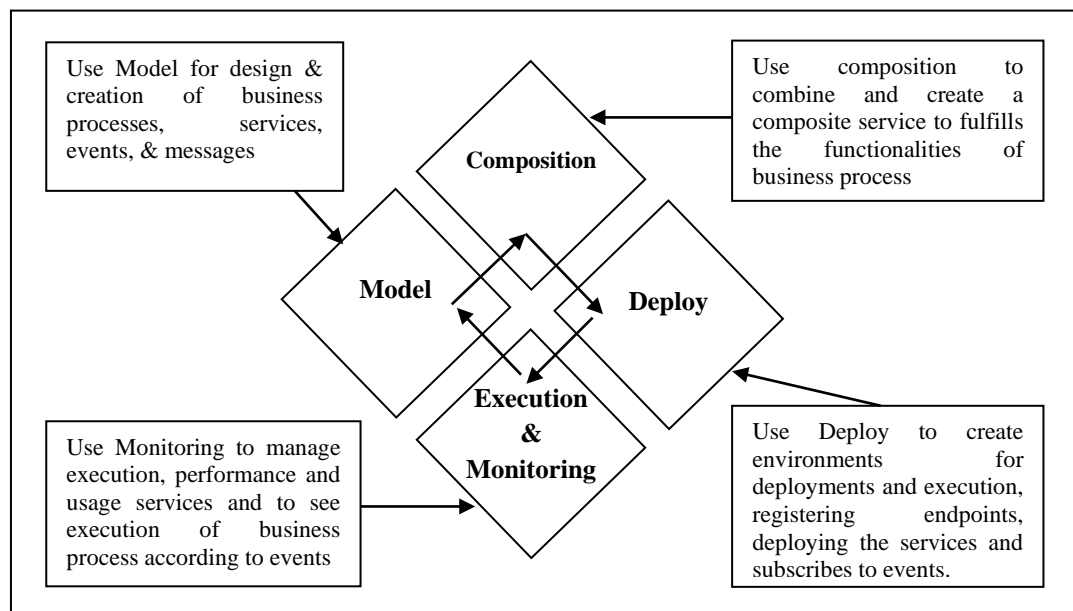 Use Model for design &
creation of business
processes, services,
events, & messages
Use composition to
combine and create a
composite service to fulfills
the functionalities of
business process
Composition
Model
Deploy
Execution
&
Monitoring
Use Monitoring to manage
execution, performance and
usage services and to see
execution of business
process according to events
Use Deploy to create
environments for
deployments and execution,
registering endpoints,
deploying the services and
subscribes to events.